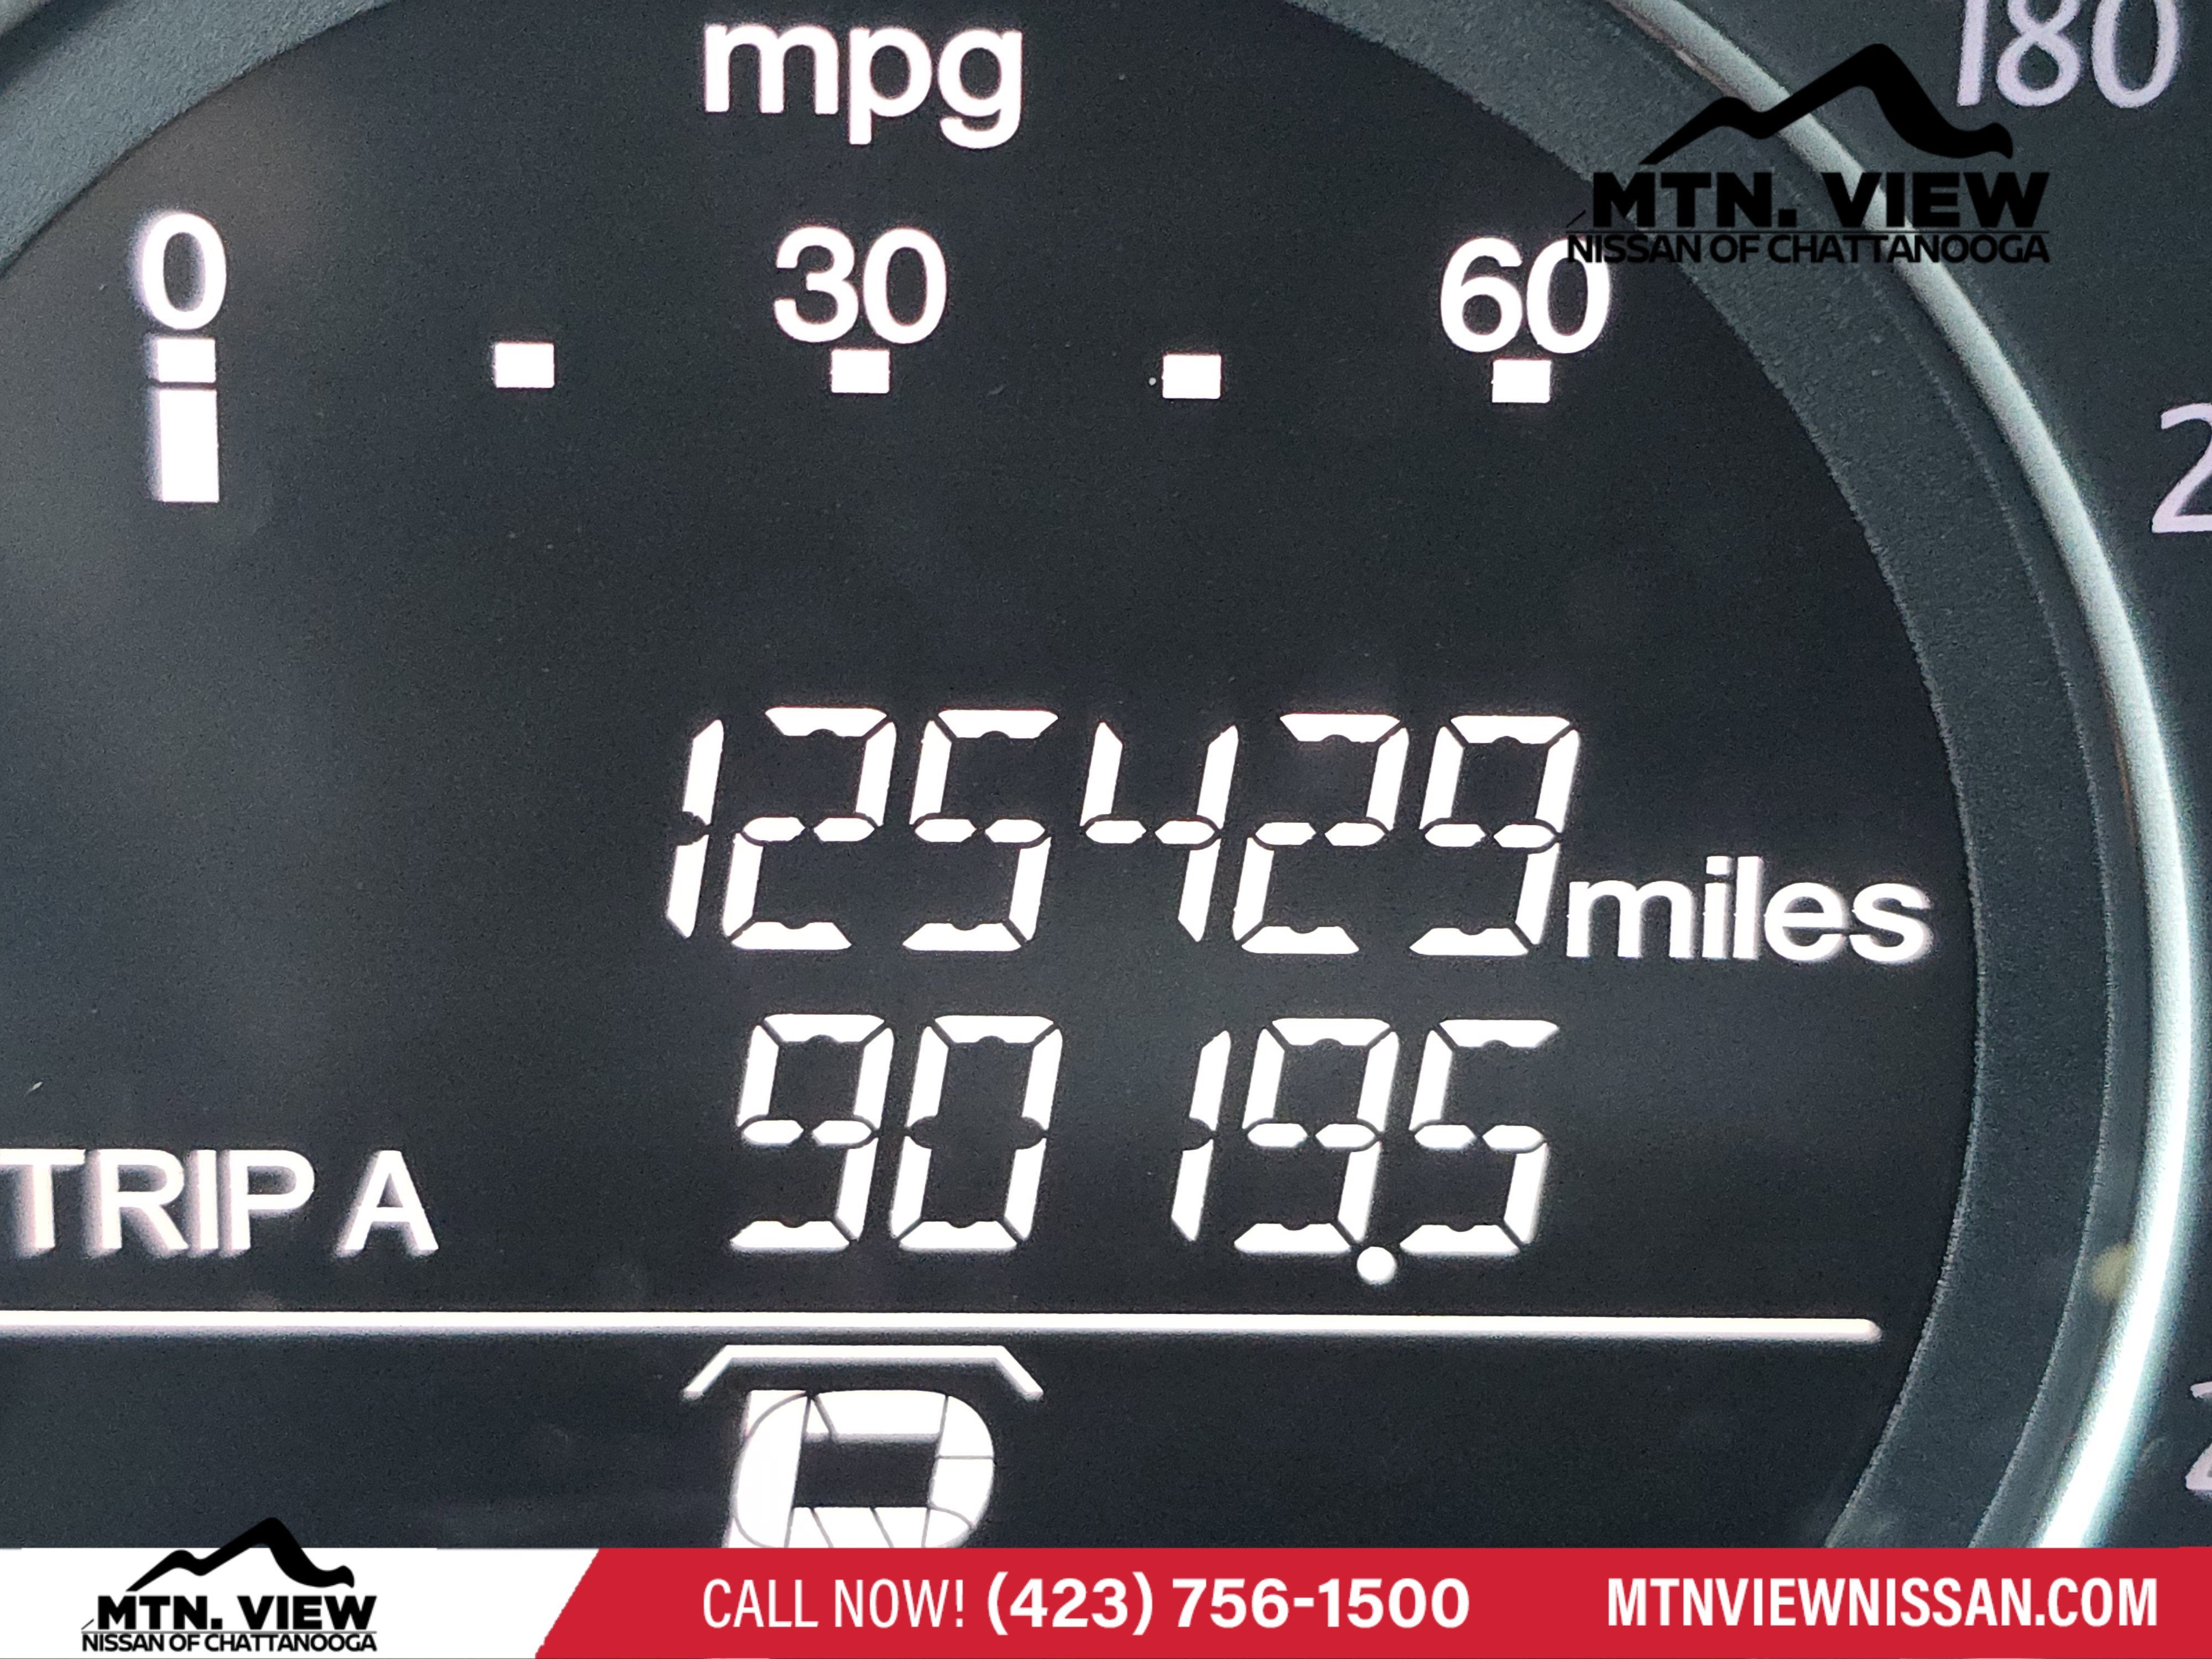 mpg
180
MTN. VIEW
NISSAN OF CHATTANOOGA
0 30 60
125429 miles
TRIP A 9019.5
P
MTN. VIEW
NISSAN OF CHATTANOOGA
CALL NOW! (423) 756-1500
MTNVIEWNISSAN.COM